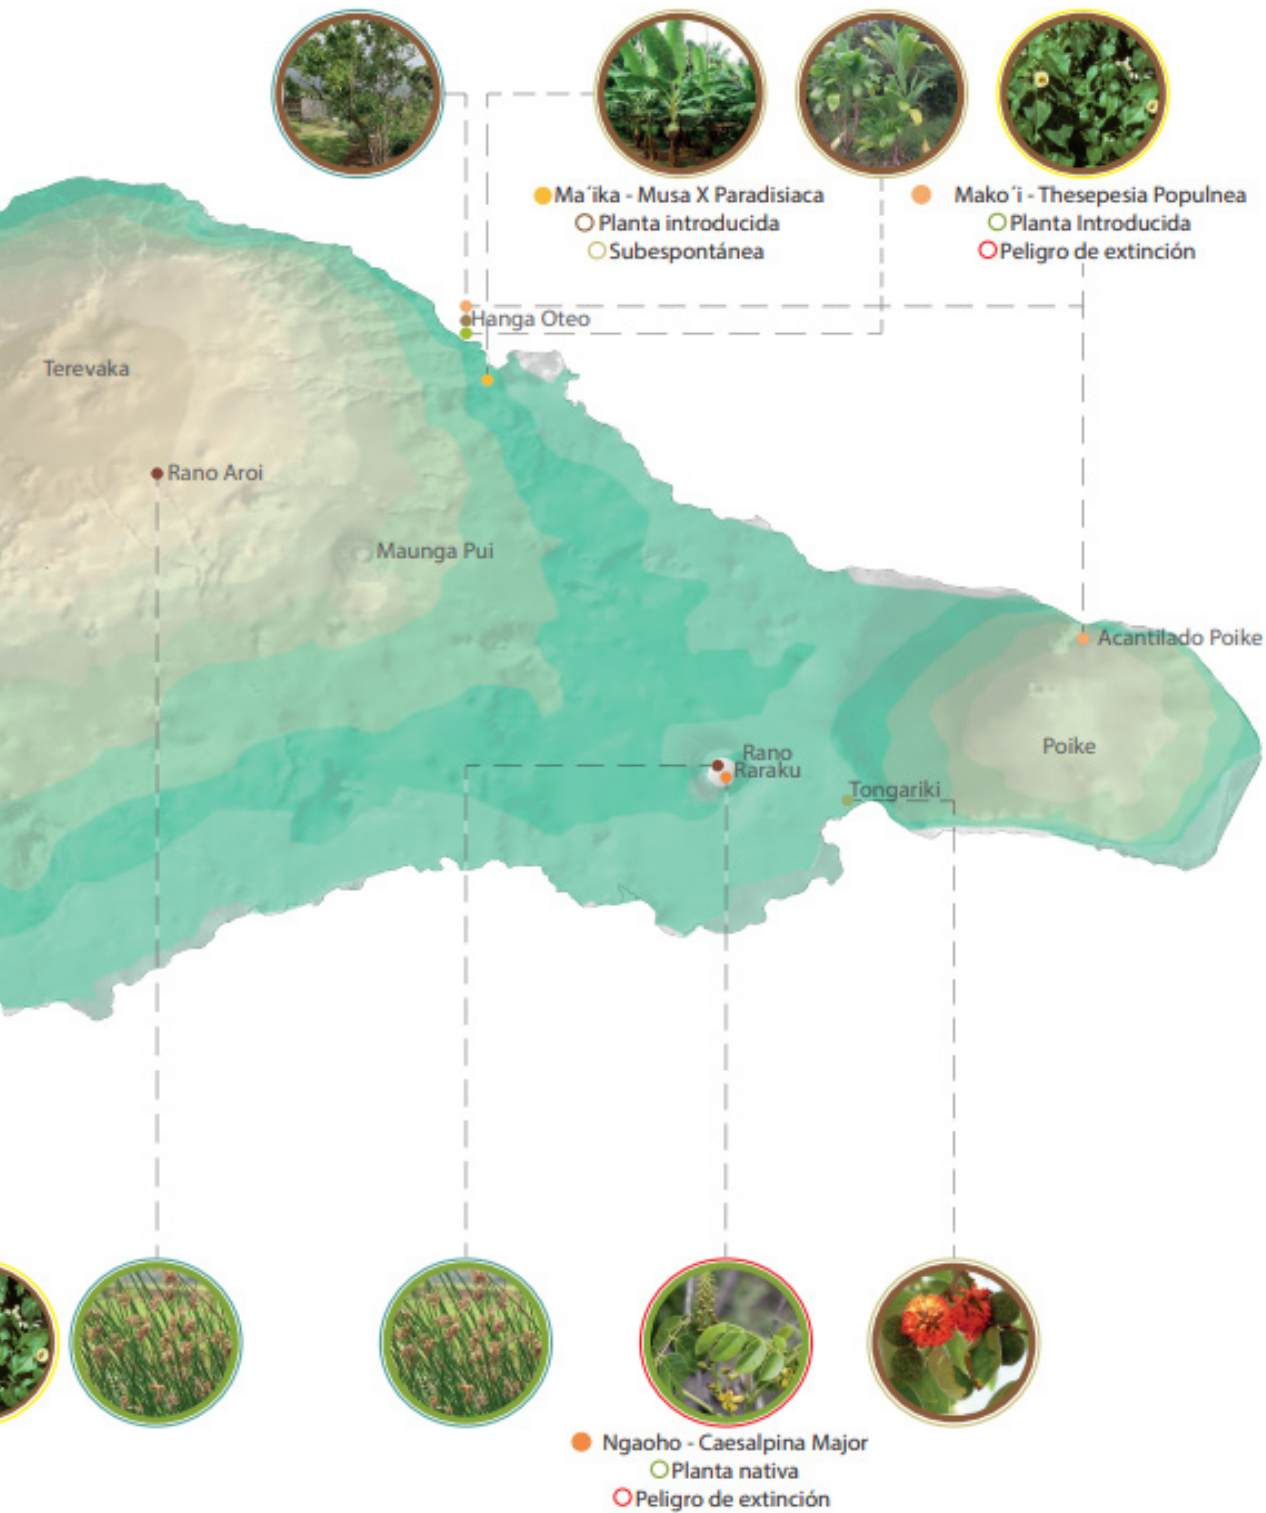 Ma´ika - Musa X Paradisiaca
Planta introducida
Subespontánea
Mako´i - Thesepesia Populnea
Planta Introducida
Peligro de extinción
Hanga Oteo
Terevaka
Rano Aroi
Maunga Pui
Acantilado Poike
Poike
Rano
Raraku
Tongariki
Ngaoho - Caesalpina Major
Planta nativa
Peligro de extinción